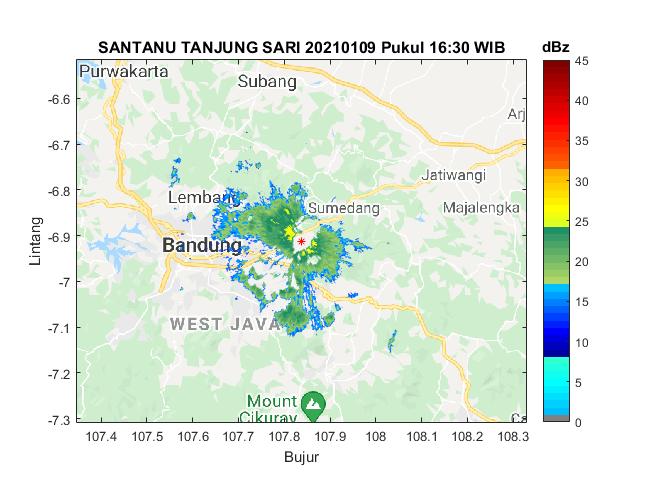 SANTANU TANJUNG SARI 20210109 Pukul 16:30 WIB
dBz
Purwakarta
Subang
Arj
Jatiwangi
Lembang
Sumedang
Majalengka
Bandung
WEST JAVA
Mount
Cikuray
-6.6
-6.7
-6.8
-6.9
-7
-7.1
-7.2
-7.3
Lintang
107.4 107.5 107.6 107.7 107.8 107.9 108 108.1 108.2 108.3
Bujur
45
40
35
30
25
20
15
10
5
0